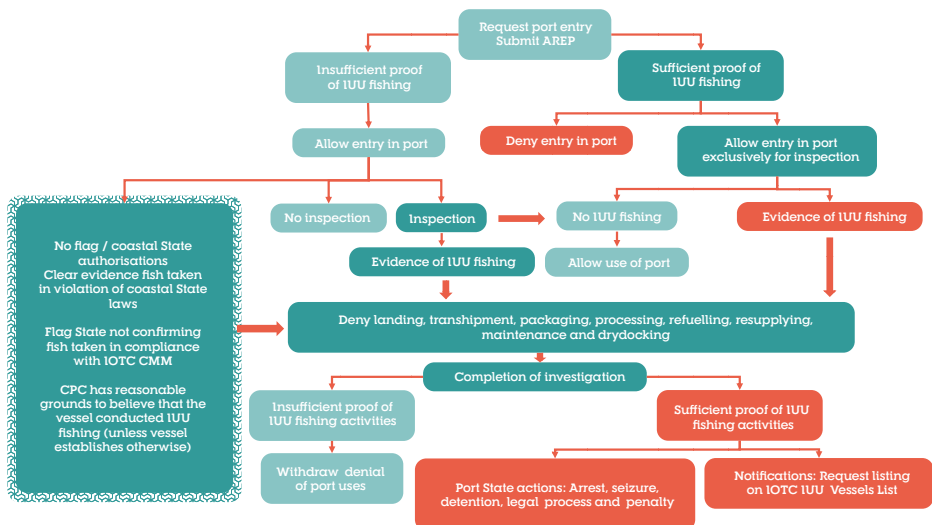 Request port entry
Submit AREP
Insufficient proof
of IUU fishing
Sufficient proof of
IUU fishing
Allow entry in port
Deny entry in port
Allow entry in port
exclusively for inspection
No inspection
Inspection
No IUU fishing
Evidence of IUU fishing
Evidence of IUU fishing
Allow use of port
No flag / coastal State
authorisations
Clear evidence fish taken
in violation of coastal State
laws
Flag State not confirming
fish taken in compliance
with IOTC CMM
CPC has reasonable
grounds to believe that the
vessel conducted IUU
fishing (unless vessel
establishes otherwise)
Deny landing, transhipment, packaging, processing, refuelling, resupplying,
maintenance and drydocking
Completion of investigation
Insufficient proof of
IUU fishing activities
Sufficient proof of IUU
fishing activities
Withdraw denial
of port uses
Port State actions: Arrest, seizure,
detention, legal process and penalty
Notifications: Request listing
on IOTC IUU Vessels List